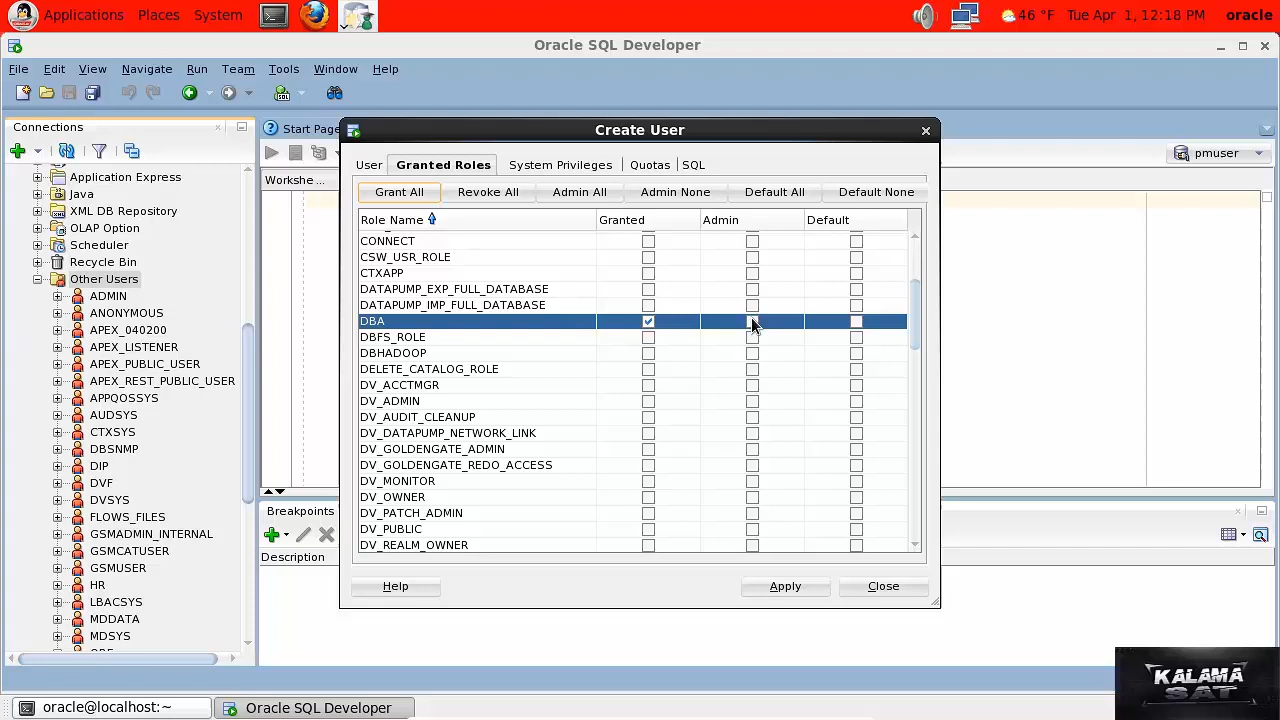 Applications Places System 46 °F Tue Apr 1, 12:18 PM oracle
Oracle SQL Developer
File Edit View Navigate Run Team Tools Window Help
Connections
Start Page
pmuser
Workshe ...
Application Express
Java
XML DB Repository
OLAP Option
Scheduler
Recycle Bin
Other Users
ADMIN
ANONYMOUS
APEX_040200
APEX_LISTENER
APEX_PUBLIC_USER
APEX_REST_PUBLIC_USER
APPQOSSYS
AUDSYS
CTXSYS
DBSNMP
DIP
DVF
DVSYS
FLOWS_FILES
GSMADMIN_INTERNAL
GSMCATUSER
GSMUSER
HR
LBACSYS
MDDATA
MDSYS
Create User
User Granted Roles System Privileges Quotas SQL
Grant All Revoke All Admin All Admin None Default All Default None
Role Name Granted Admin Default
CONNECT
CSW_USR_ROLE
CTXAPP
DATAPUMP_EXP_FULL_DATABASE
DATAPUMP_IMP_FULL_DATABASE
DBA
DBFS_ROLE
DBHADOOP
DELETE_CATALOG_ROLE
DV_ACCTMGR
DV_ADMIN
DV_AUDIT_CLEANUP
DV_DATAPUMP_NETWORK_LINK
DV_GOLDENGATE_ADMIN
DV_GOLDENGATE_REDO_ACCESS
DV_MONITOR
DV_OWNER
DV_PATCH_ADMIN
DV_PUBLIC
DV_REALM_OWNER
Help Apply Close
Breakpoints
Description
KALAMA
SAT
oracle@localhost:~ Oracle SQL Developer